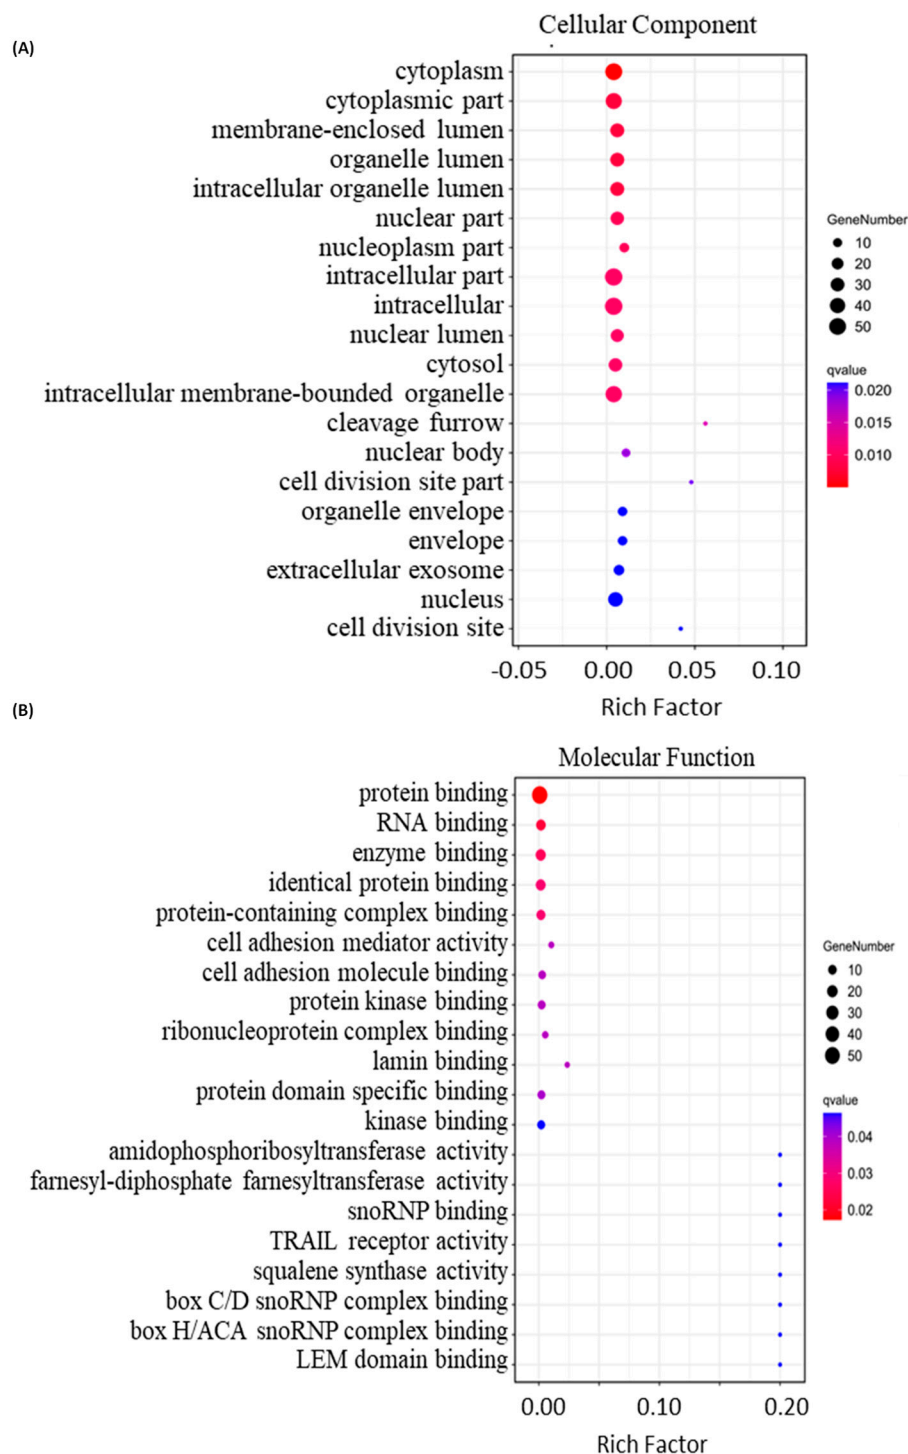 (A)
Cellular Component
cytoplasm
cytoplasmic part
membrane-enclosed lumen
organelle lumen
intracellular organelle lumen
nuclear part
nucleoplasm part
intracellular part
intracellular
nuclear lumen
cytosol
intracellular membrane-bounded organelle
cleavage furrow
nuclear body
cell division site part
organelle envelope
envelope
extracellular exosome
nucleus
cell division site
-0.05 0.00 0.05 0.10
Rich Factor
GeneNumber
10
20
30
40
50
qvalue
0.020
0.015
0.010
(B)
Molecular Function
protein binding
RNA binding
enzyme binding
identical protein binding
protein-containing complex binding
cell adhesion mediator activity
cell adhesion molecule binding
protein kinase binding
ribonucleoprotein complex binding
lamin binding
protein domain specific binding
kinase binding
amidophosphoribosyltransferase activity
farnesyl-diphosphate farnesyltransferase activity
snoRNP binding
TRAIL receptor activity
squalene synthase activity
box C/D snoRNP complex binding
box H/ACA snoRNP complex binding
LEM domain binding
0.00 0.10 0.20
Rich Factor
GeneNumber
10
20
30
40
50
qvalue
0.04
0.03
0.02